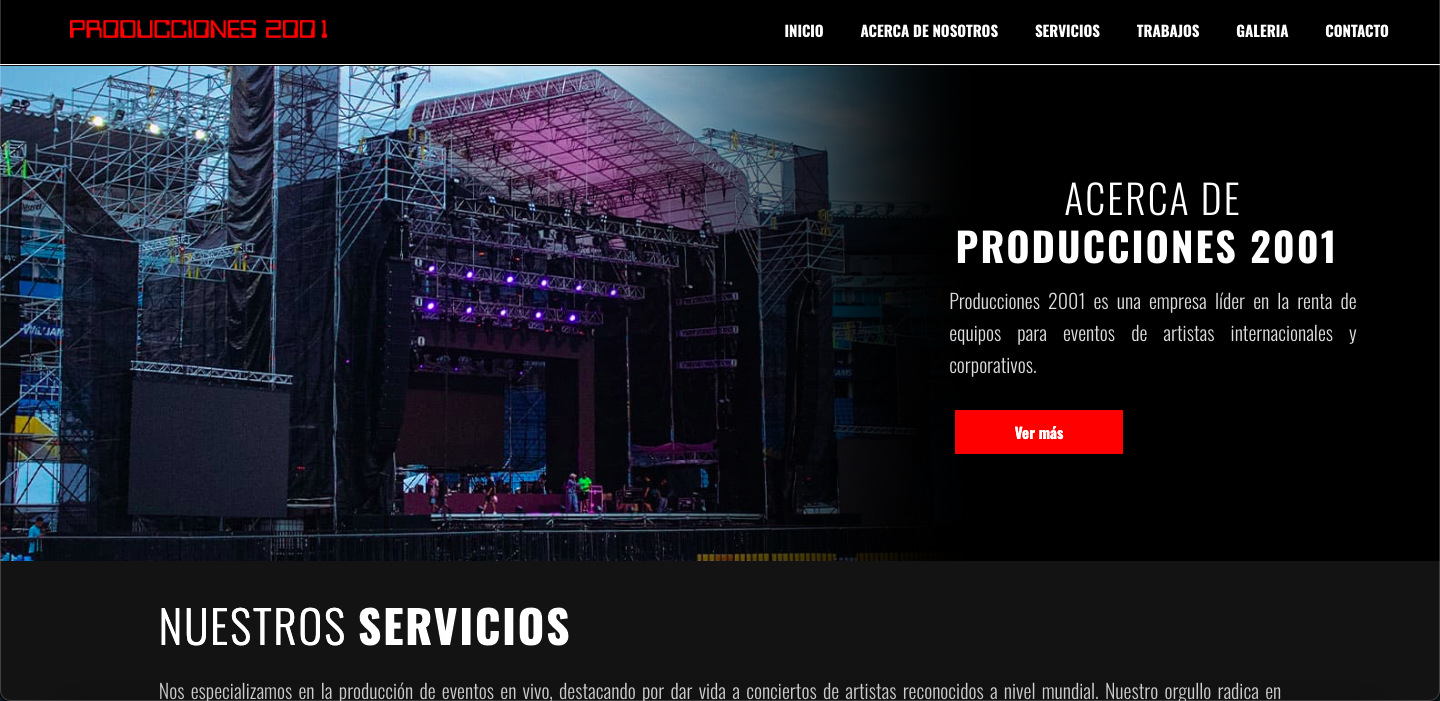 PRODUCCIONES 2001
INICIO ACERCA DE NOSOTROS SERVICIOS TRABAJOS GALERIA CONTACTO
ACERCA DE
PRODUCCIONES 2001
Producciones 2001 es una empresa líder en la renta de
equipos para eventos de artistas internacionales y
corporativos.
Ver más
NUESTROS SERVICIOS
Nos especializamos en la producción de eventos en vivo, destacando por dar vida a conciertos de artistas reconocidos a nivel mundial. Nuestro orgullo radica en